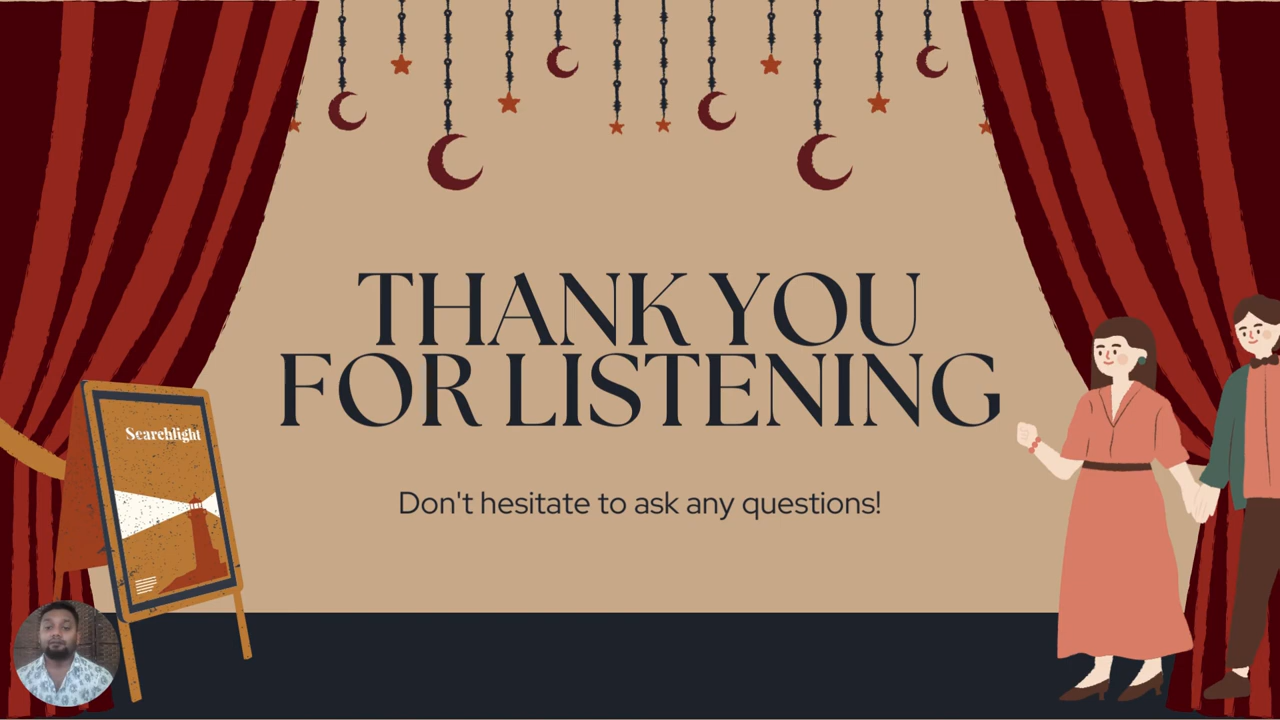 THANK YOU
FOR LISTENING
Searchlight
Don't hesitate to ask any questions!